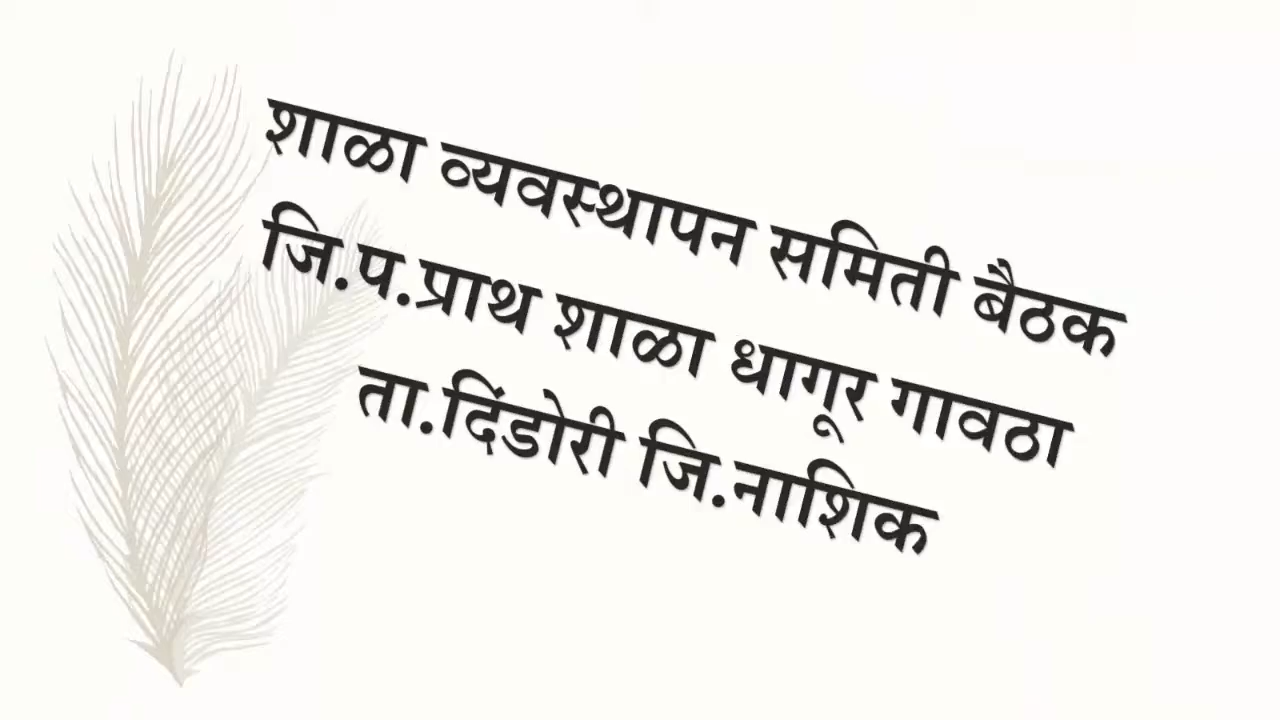 शाळा व्यवस्थापन समिती बैठक
जि.प.प्राथ शाळा धागूर गावठा
ता.दिंडोरी जि.नाशिक